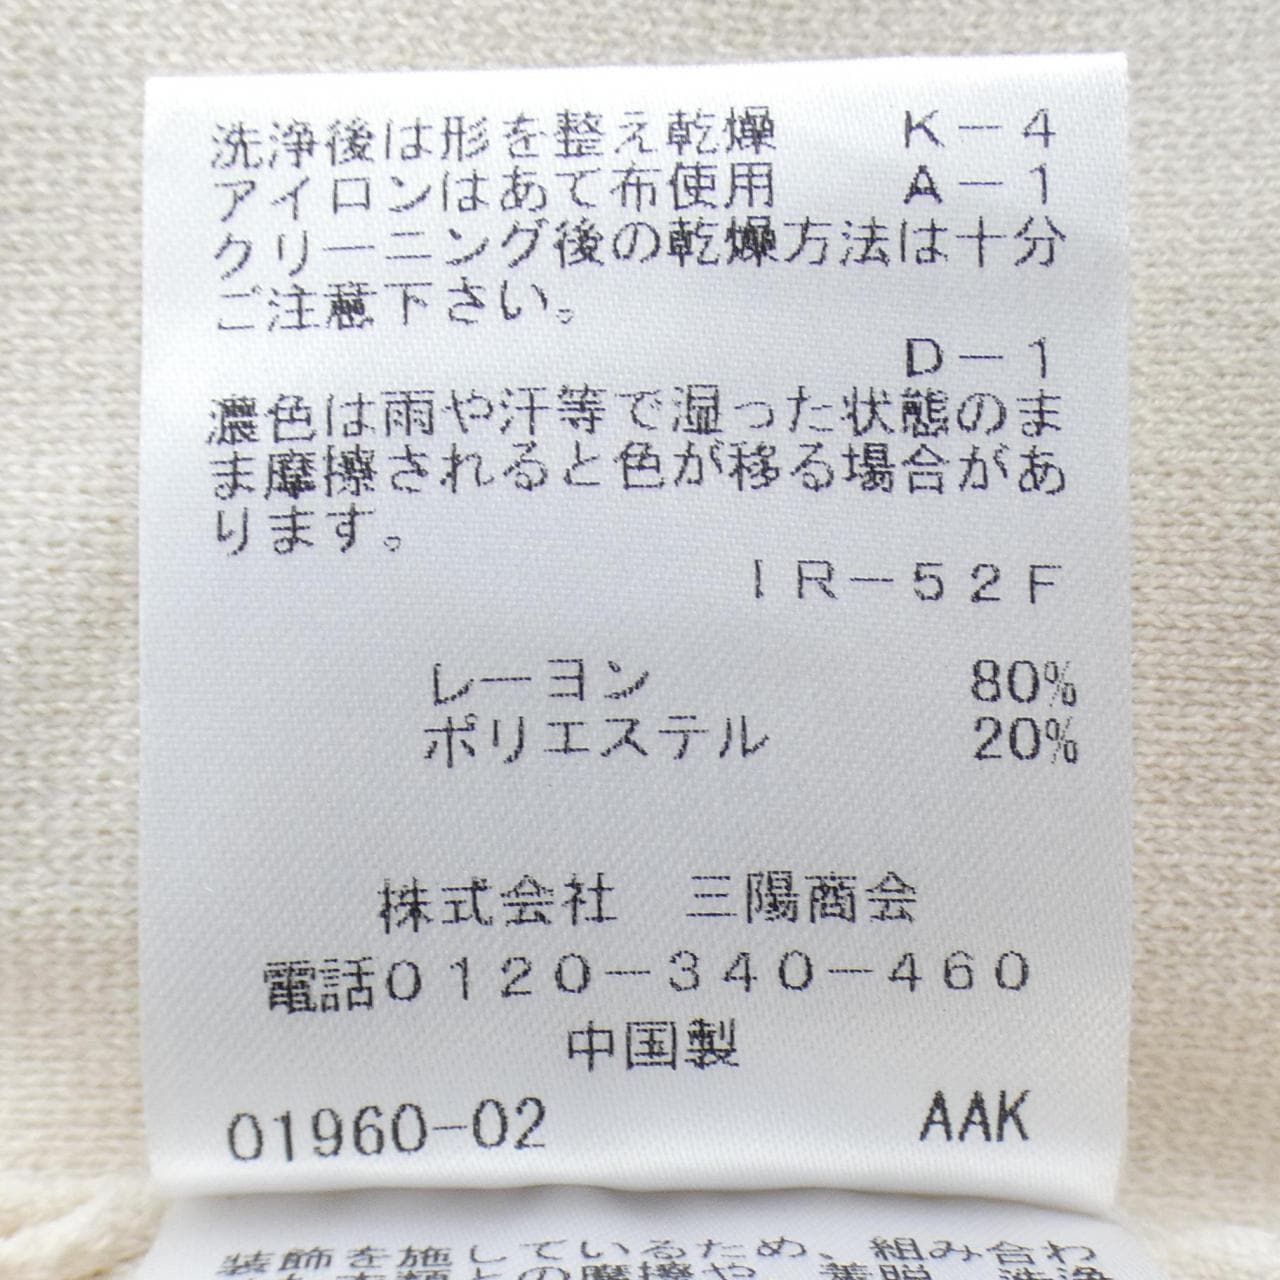 洗浄後は形を整え乾燥　　Ｋ－４
アイロンはあて布使用　　Ａ－１
クリーニング後の乾燥方法は十分
ご注意下さい。
Ｄ－１
濃色は雨や汗等で湿った状態のま
ま摩擦されると色が移る場合があ
ります。
ＩＲ－５２Ｆ
レーヨン　80%
ポリエステル　20%
株式会社　三陽商会
電話０１２０－３４０－４６０
中国製
01960-02　AAK
装飾を施しているため、組み合わ